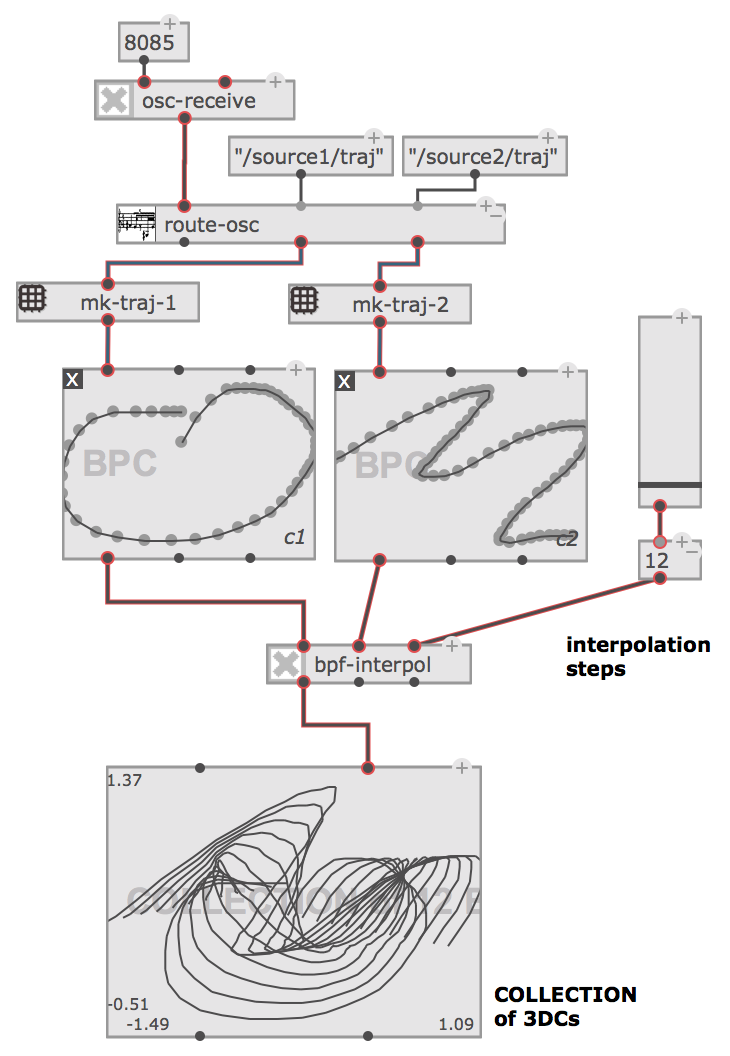 8085
osc-receive
"/source1/traj"
"/source2/traj"
route-osc
mk-traj-1
mk-traj-2
X
BPC
c1
X
BPC
c2
12
interpolation
steps
bpf-interpol
1.37
COLLECTION
12
-0.51
-1.49
1.09
COLLECTION
of 3DCs